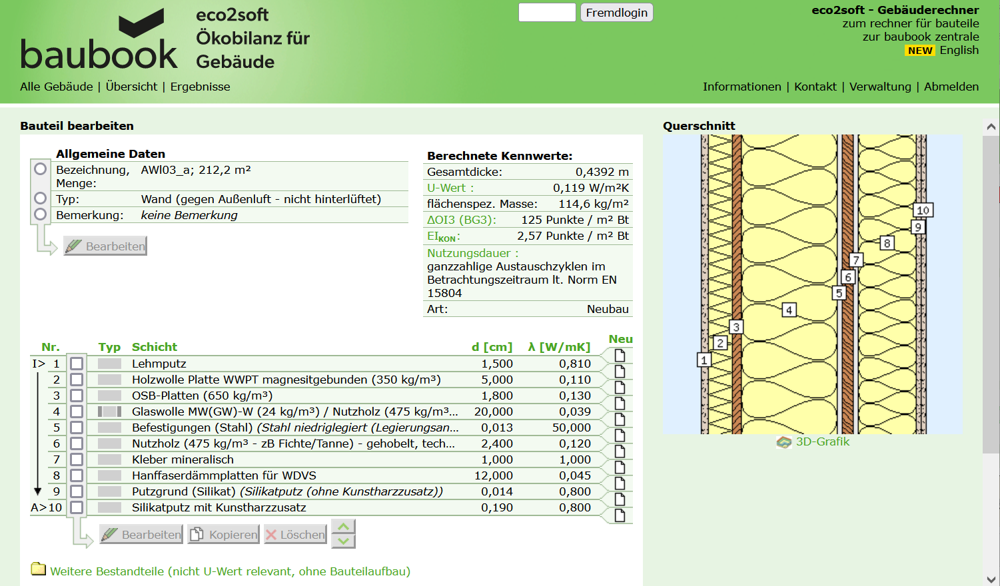 baubook
eco2soft
Ökobilanz für
Gebäude
Fremdlogin
eco2soft - Gebäuderechner
zum rechner für bauteile
zur baubook zentrale
NEW English
Alle Gebäude | Übersicht | Ergebnisse
Informationen | Kontakt | Verwaltung | Abmelden
Bauteil bearbeiten
Allgemeine Daten
Bezeichnung, Menge: AWl03_a; 212,2 m²
Typ: Wand (gegen Außenluft - nicht hinterlüftet)
Bemerkung: keine Bemerkung
Bearbeiten
Berechnete Kennwerte:
Gesamtdicke: 0,4392 m
U-Wert : 0,119 W/m²K
flächenspez. Masse: 114,6 kg/m²
ΔOI3 (BG3): 125 Punkte / m² Bt
EIKON: 2,57 Punkte / m² Bt
Nutzungsdauer :
ganzzahlige Austauschzyklen im
Betrachtungszeitraum lt. Norm EN
15804
Art: Neubau
Nr. Typ Schicht d [cm] λ [W/mK] Neu
I> 1 Lehmputz 1,500 0,810
2 Holzwolle Platte WWPT magnesitgebunden (350 kg/m³) 5,000 0,110
3 OSB-Platten (650 kg/m³) 1,800 0,130
4 Glaswolle MW(GW)-W (24 kg/m³) / Nutzholz (475 kg/m³... 20,000 0,039
5 Befestigungen (Stahl) (Stahl niedriglegiert (Legierungsan... 0,013 50,000
6 Nutzholz (475 kg/m³ - zB Fichte/Tanne) - gehobelt, tech... 2,400 0,120
7 Kleber mineralisch 1,000 1,000
8 Hanffaserdämmplatten für WDVS 12,000 0,045
9 Putzgrund (Silikat) (Silikatputz (ohne Kunstharzzusatz)) 0,014 0,800
A>10 Silikatputz mit Kunstharzzusatz 0,190 0,800
Bearbeiten Kopieren Löschen
Weitere Bestandteile (nicht U-Wert relevant, ohne Bauteilaufbau)
Querschnitt
10
9
8
7
6
5
4
3
2
1
3D-Grafik